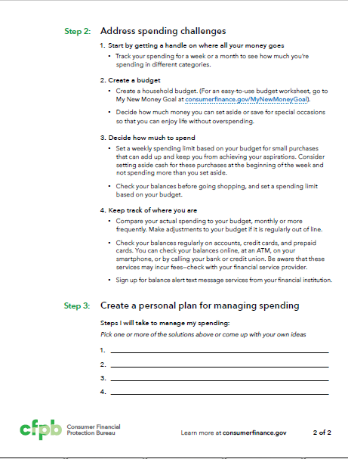 Step 2: Address spending challenges
1. Start by getting a handle on where all your money goes
• Track your spending for a week or a month to see how much you're
spending in different categories.
2. Create a budget
• Create a household budget. (For an easy-to-use budget worksheet, go to
My New Money Goal at consumerfinance.gov/MyNewMoneyGoal).
• Decide how much money you can set aside or save for special occasions
so that you can enjoy life without overspending.
3. Decide how much to spend
• Set a weekly spending limit based on your budget for small purchases
that can add up and keep you from achieving your aspirations. Consider
setting aside cash for these purchases at the beginning of the week and
not spending more than you set aside.
• Check your balances before going shopping, and set a spending limit
based on your budget.
4. Keep track of where you are
• Compare your actual spending to your budget, monthly or more
frequently. Make adjustments to your budget if it is regularly out of line.
• Check your balances regularly on accounts, credit cards, and prepaid
cards. You can check your balances online, at an ATM, on your
smartphone, or by calling your bank or credit union. Be aware that these
services may incur fees–check with your financial service provider.
• Sign up for balance alert text message services from your financial institution.
Step 3: Create a personal plan for managing spending
Steps I will take to manage my spending:
Pick one or more of the solutions above or come up with your own ideas
1.
2.
3.
4.
cfpb Consumer Financial
Protection Bureau
Learn more at consumerfinance.gov
2 of 2